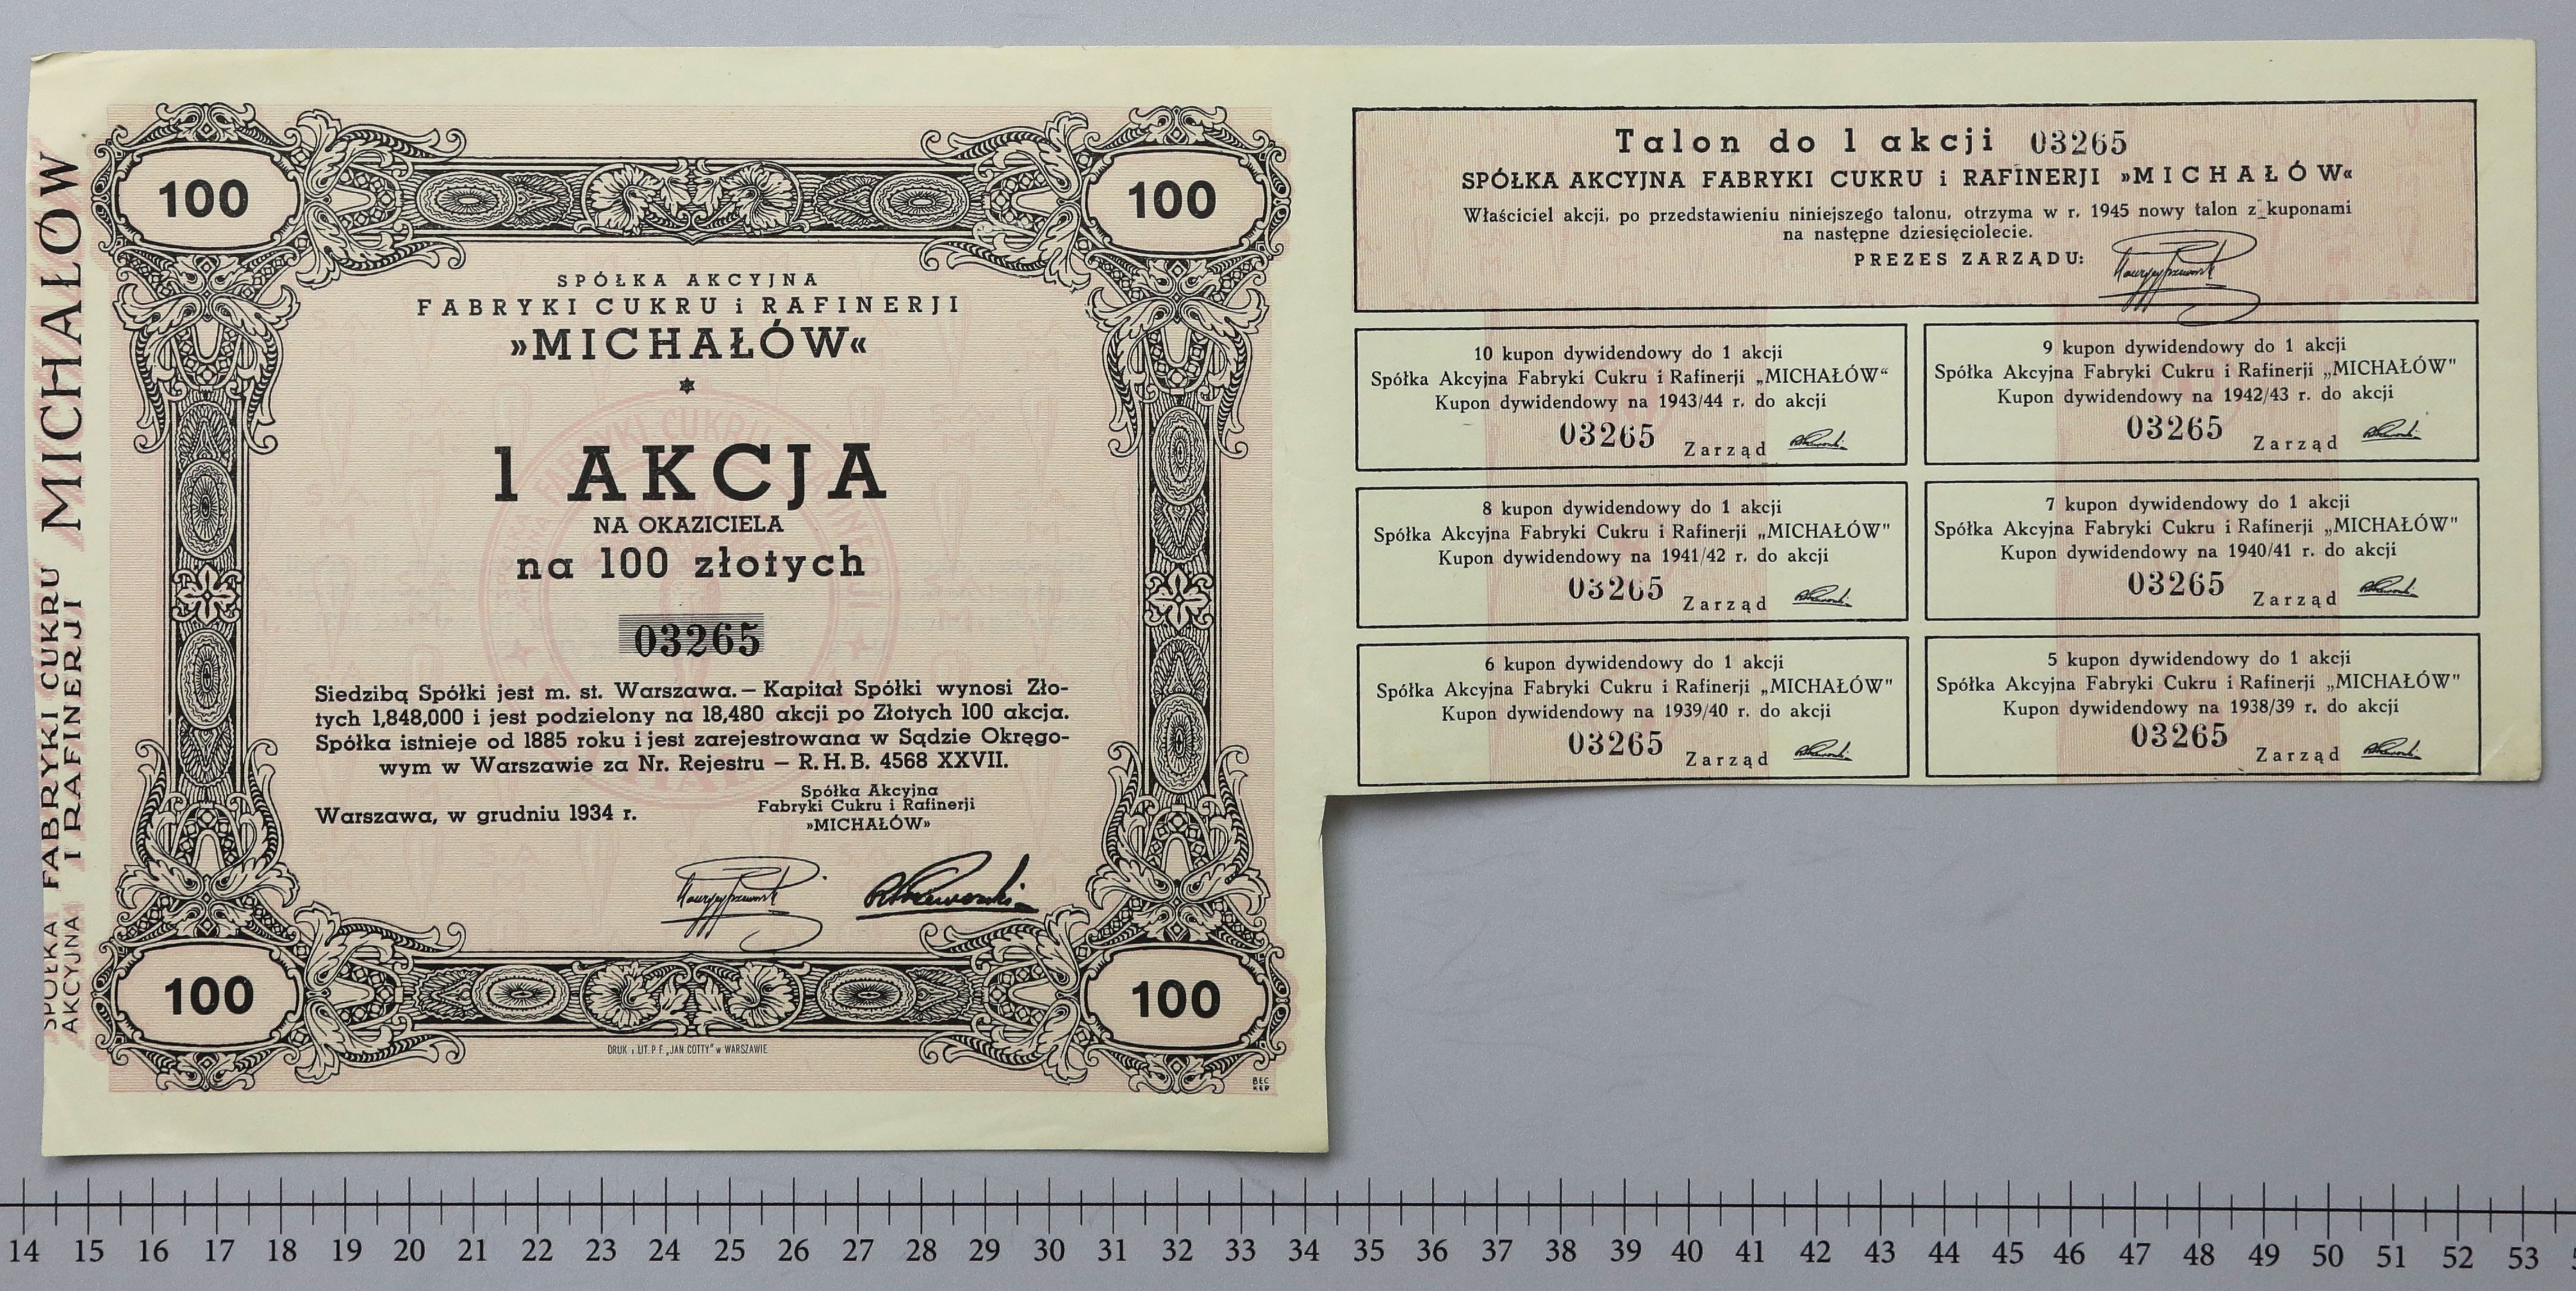 SPÓŁKA AKCYJNA FABRYKI CUKRU I RAFINERJI MICHAŁÓW
100
100
SPÓŁKA AKCYJNA
FABRYKI CUKRU i RAFINERJI
»MICHAŁÓW«
1 AKCJA
NA OKAZICIELA
na 100 złotych
03265
Siedzibą Spółki jest m. st. Warszawa. – Kapitał Spółki wynosi Zło-
tych 1,848,000 i jest podzielony na 18,480 akcji po Złotych 100 akcja.
Spółka istnieje od 1885 roku i jest zarejestrowana w Sądzie Okręgo-
wym w Warszawie za Nr. Rejestru – R. H. B. 4568 XXVII.
Warszawa, w grudniu 1934 r.
Spółka Akcyjna
Fabryki Cukru i Rafinerji
»MICHAŁÓW»
100
100
DRUK i LIT. P. F. „JAN COTTY" w WARSZAWIE
BEC
KER
Talon do 1 akcji 03265
SPÓŁKA AKCYJNA FABRYKI CUKRU i RAFINERJI »MICHAŁÓW«
Właściciel akcji, po przedstawieniu niniejszego talonu, otrzyma w r. 1945 nowy talon z kuponami
na następne dziesięciolecie.
PREZES ZARZĄDU:
10 kupon dywidendowy do 1 akcji
Spółka Akcyjna Fabryki Cukru i Rafinerji „MICHAŁÓW“
Kupon dywidendowy na 1943/44 r. do akcji
03265 Zarząd
9 kupon dywidendowy do 1 akcji
Spółka Akcyjna Fabryki Cukru i Rafinerji „MICHAŁÓW"
Kupon dywidendowy na 1942/43 r. do akcji
03265 Zarząd
8 kupon dywidendowy do 1 akcji
Spółka Akcyjna Fabryki Cukru i Rafinerji „MICHAŁÓW"
Kupon dywidendowy na 1941/42 r. do akcji
03265 Zarząd
7 kupon dywidendowy do 1 akcji
Spółka Akcyjna Fabryki Cukru i Rafinerji „MICHAŁÓW"
Kupon dywidendowy na 1940/41 r. do akcji
03265 Zarząd
6 kupon dywidendowy do 1 akcji
Spółka Akcyjna Fabryki Cukru i Rafinerji „MICHAŁÓW"
Kupon dywidendowy na 1939/40 r. do akcji
03265 Zarząd
5 kupon dywidendowy do 1 akcji
Spółka Akcyjna Fabryki Cukru i Rafinerji „MICHAŁÓW"
Kupon dywidendowy na 1938/39 r. do akcji
03265 Zarząd
14 15 16 17 18 19 20 21 22 23 24 25 26 27 28 29 30 31 32 33 34 35 36 37 38 39 40 41 42 43 44 45 46 47 48 49 50 51 52 53